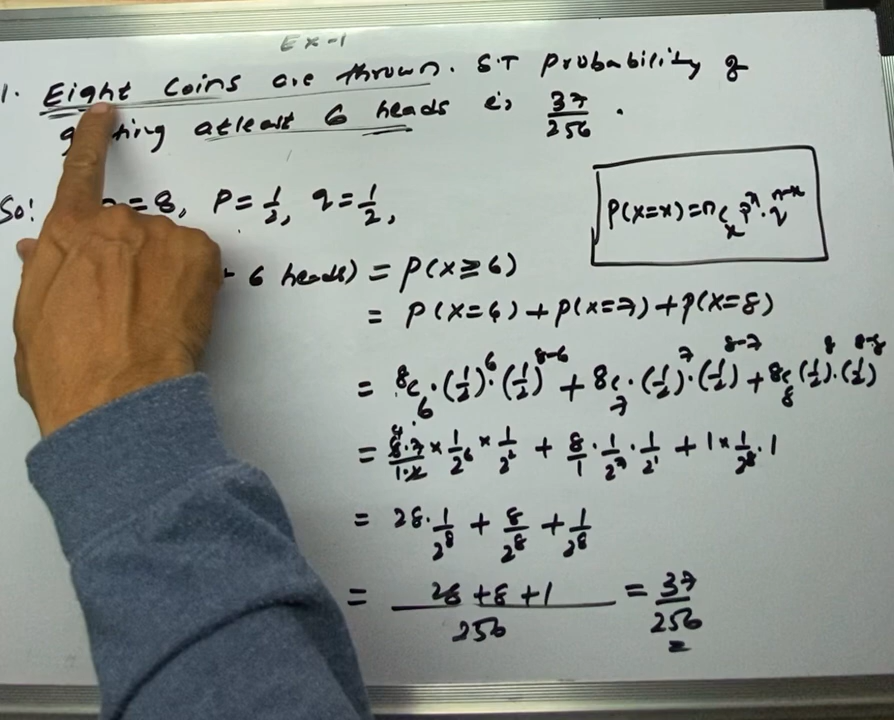 Ex-1
1. Eight Coins are thrown. S.T probability of
atleast 6 heads is 37/256 .
So! n=8, P=1/2, q=1/2,
P(X=x)=nCx P^x.q^n-x
6 heads) = P(X≥6)
= P(X=6)+P(X=7)+P(X=8)
= 8C6.(1/2)^6.(1/2)^8-6 + 8C7.(1/2)^7.(1/2)^8-7 + 8C8(1/2)^8.(1/2)^8-8
= 8.7/1.2 × 1/2^6 × 1/2^2 + 8/1 . 1/2^7 . 1/2^1 + 1×1/2^8.1
= 28.1/2^8 + 8/2^8 + 1/2^8
= 28+8+1/256 = 37/256